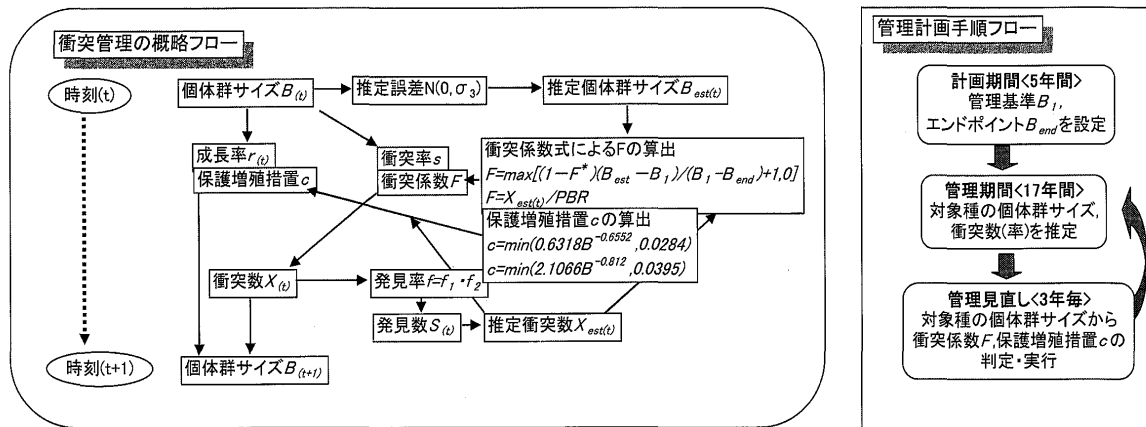 衝突管理の概略フロー
時刻(t)
個体群サイズB(t)
推定誤差N(0,σ3)
推定個体群サイズBest(t)
成長率r(t)
保護増殖措置c
衝突率s
衝突係数F
衝突係数式によるFの算出
F=max[(1-F*)(Best-B1)/(B1-Bend)+1,0]
F=Xest(t)/PBR
保護増殖措置cの算出
c=min(0.6318B^-0.6552,0.0284)
c=min(2.1066B^-0.812,0.0395)
衝突数X(t)
発見率f=f1・f2
発見数S(t)
推定衝突数Xest(t)
時刻(t+1)
個体群サイズB(t+1)
管理計画手順フロー
計画期間<5年間>
管理基準B1,
エンドポイントBendを設定
管理期間<17年間>
対象種の個体群サイズ,
衝突数(率)を推定
管理見直し<3年毎>
対象種の個体群サイズから
衝突係数F,保護増殖措置cの
判定・実行